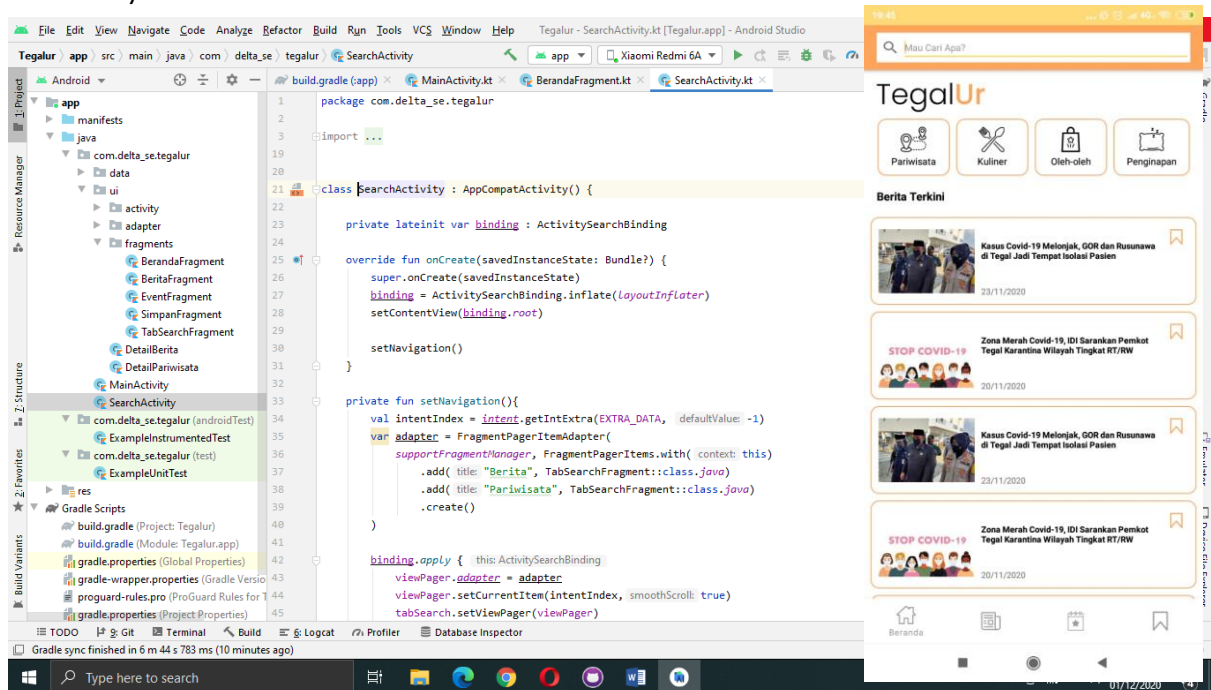 File Edit View Navigate Code Analyze Refactor Build Run Tools VCS Window Help Tegalur - SearchActivity.kt [Tegalur.app] - Android Studio
Tegalur app src main java com delta_se tegalur SearchActivity app Xiaomi Redmi 6A
Android
build.gradle (:app) MainActivity.kt BerandaFragment.kt SearchActivity.kt
1: Project
Resource Manager
Z: Structure
2: Favorites
Build Variants
app
manifests
java
com.delta_se.tegalur
data
ui
activity
adapter
fragments
BerandaFragment
BeritaFragment
EventFragment
SimpanFragment
TabSearchFragment
DetailBerita
DetailPariwisata
MainActivity
SearchActivity
com.delta_se.tegalur (androidTest)
ExampleInstrumentedTest
com.delta_se.tegalur (test)
ExampleUnitTest
res
Gradle Scripts
build.gradle (Project: Tegalur)
build.gradle (Module: Tegalur.app)
gradle.properties (Global Properties)
gradle-wrapper.properties (Gradle Versio
proguard-rules.pro (ProGuard Rules for T
gradle.properties (Project Properties)
1 package com.delta_se.tegalur
2
3 import ...
19
20
21 class SearchActivity : AppCompatActivity() {
22
23 private lateinit var binding : ActivitySearchBinding
24
25 override fun onCreate(savedInstanceState: Bundle?) {
26 super.onCreate(savedInstanceState)
27 binding = ActivitySearchBinding.inflate(layoutInflater)
28 setContentView(binding.root)
29
30 setNavigation()
31 }
32
33 private fun setNavigation(){
34 val intentIndex = intent.getIntExtra(EXTRA_DATA, defaultValue: -1)
35 var adapter = FragmentPagerItemAdapter(
36 supportFragmentManager, FragmentPagerItems.with( context: this)
37 .add( title: "Berita", TabSearchFragment::class.java)
38 .add( title: "Pariwisata", TabSearchFragment::class.java)
39 .create()
40 )
41
42 binding.apply { this: ActivitySearchBinding
43 viewPager.adapter = adapter
44 viewPager.setCurrentItem(intentIndex, smoothScroll: true)
45 tabSearch.setViewPager(viewPager)
TODO 9: Git Terminal Build 6: Logcat Profiler Database Inspector
Gradle sync finished in 6 m 44 s 783 ms (10 minutes ago)
Type here to search
01/12/2020
19:45
Mau Cari Apa?
TegalUr
Pariwisata Kuliner Oleh-oleh Penginapan
Berita Terkini
Kasus Covid-19 Melonjak, GOR dan Rusunawa
di Tegal Jadi Tempat Isolasi Pasien
23/11/2020
STOP COVID-19
Zona Merah Covid-19, IDI Sarankan Pemkot
Tegal Karantina Wilayah Tingkat RT/RW
20/11/2020
Kasus Covid-19 Melonjak, GOR dan Rusunawa
di Tegal Jadi Tempat Isolasi Pasien
23/11/2020
STOP COVID-19
Zona Merah Covid-19, IDI Sarankan Pemkot
Tegal Karantina Wilayah Tingkat RT/RW
20/11/2020
Beranda